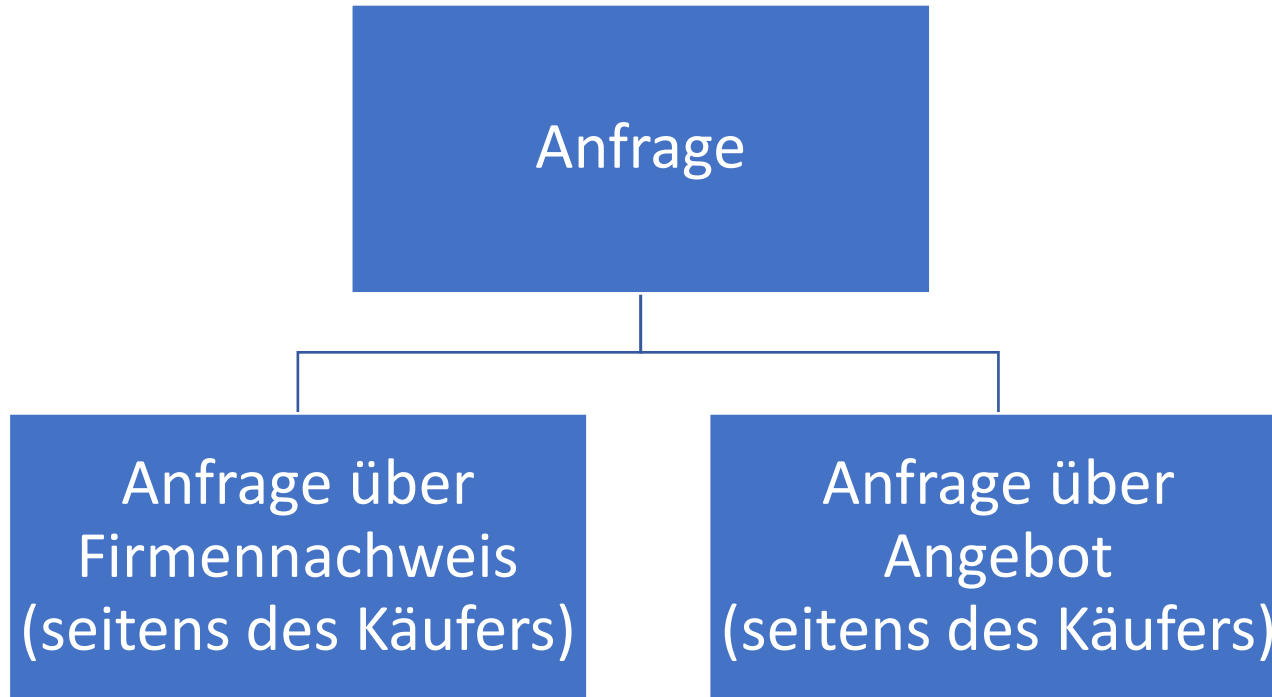 Anfrage
Anfrage über
Firmennachweis
(seitens des Käufers)
Anfrage über
Angebot
(seitens des Käufers)